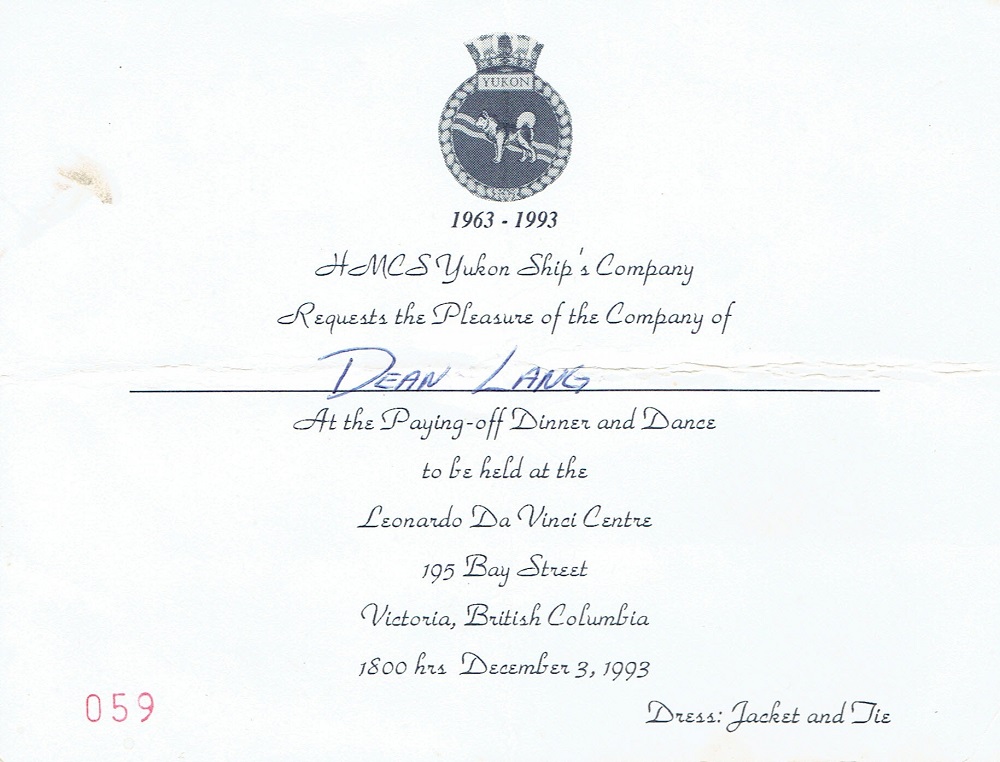 YUKON
1963 - 1993
HMCS Yukon Ship's Company
Requests the Pleasure of the Company of
DEAN LANG
At the Paying-off Dinner and Dance
to be held at the
Leonardo Da Vinci Centre
195 Bay Street
Victoria, British Columbia
1800 hrs December 3, 1993
059
Dress: Jacket and Tie